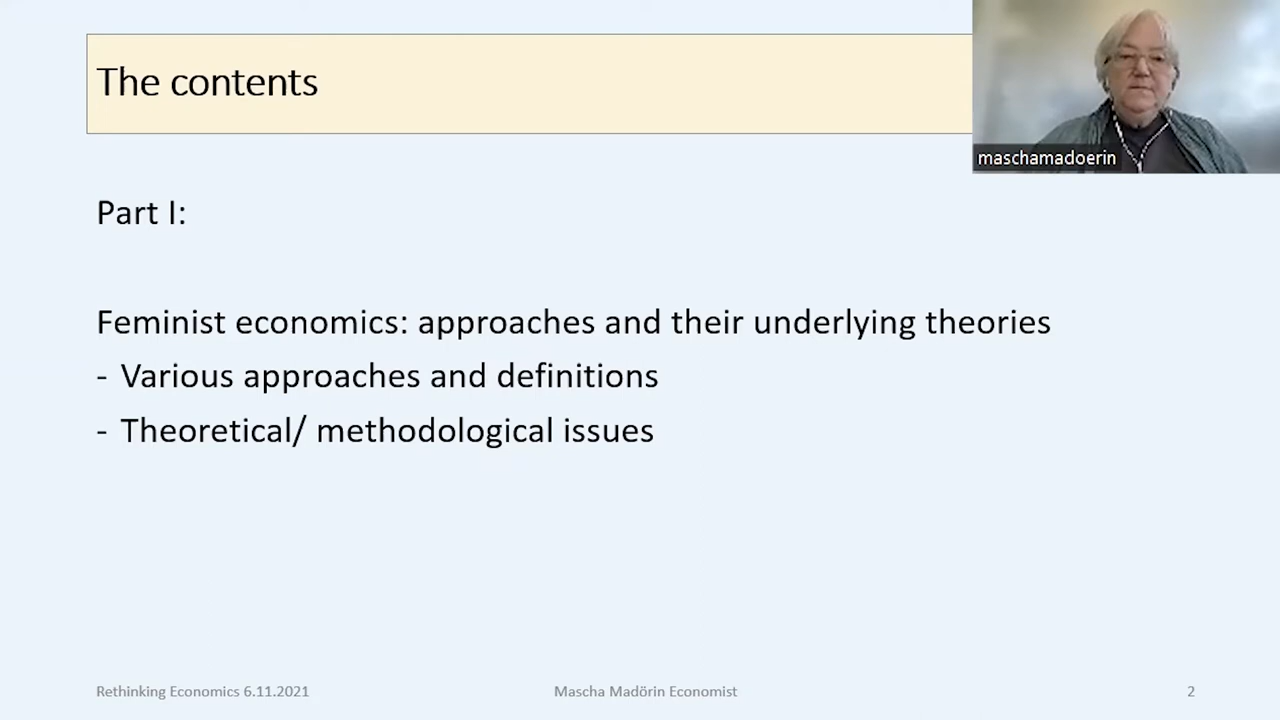 The contents
maschamadoerin
Part I:
Feminist economics: approaches and their underlying theories
- Various approaches and definitions
- Theoretical/ methodological issues
Rethinking Economics 6.11.2021
Mascha Madörin Economist
2